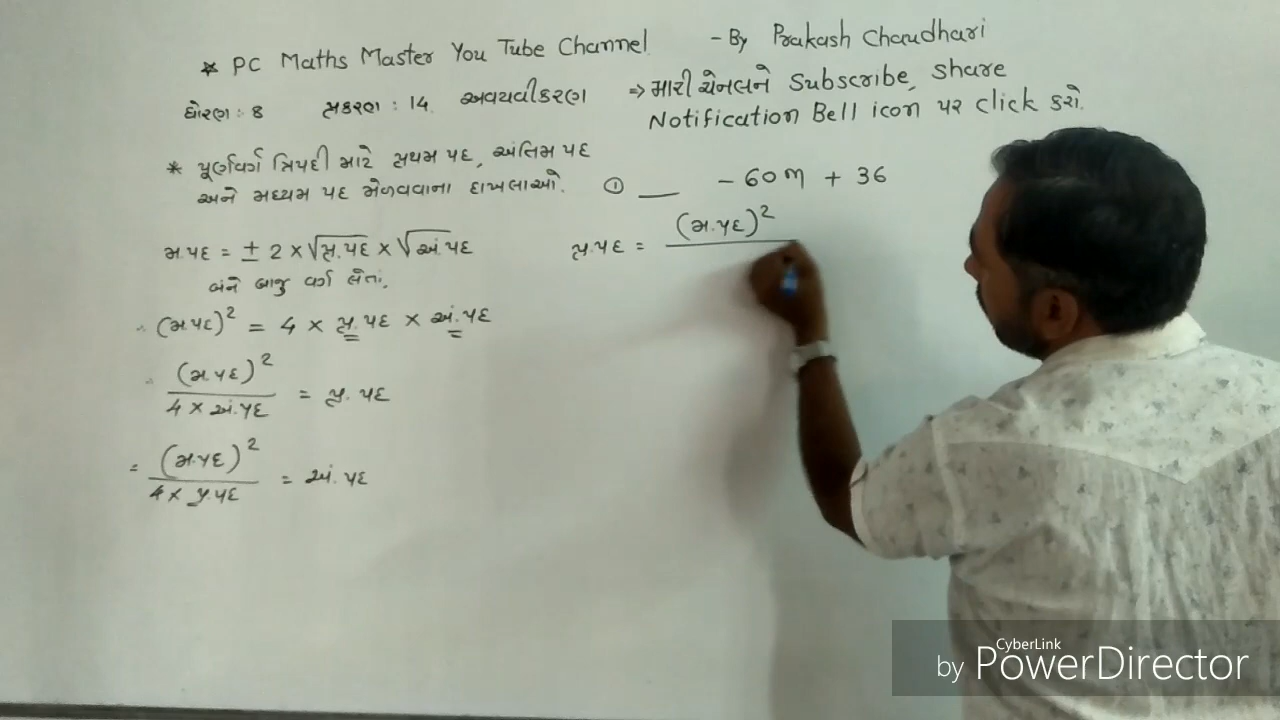 * PC Maths Master You Tube Channel - By Prakash Chaudhari
ધોરણ : 8 પ્રકરણ : 14 અવયવીકરણ
⇒ મારી ચેનલને Subscribe, Share
Notification Bell icon પર click કરો.
* પૂર્ણવર્ગ ત્રિપદી માટે પ્રથમ પદ, અંતિમ પદ
અને મધ્યમ પદ મેળવવાના દાખલાઓ.
① __ - 60m + 36
મ.પદ = ± 2 × √પ્ર.પદ × √અં.પદ
બંને બાજુ વર્ગ લેતાં,
∴ (મ.પદ)² = 4 × પ્ર.પદ × અં.પદ
∴ (મ.પદ)² / 4 × અં.પદ = પ્ર. પદ
= (મ.પદ)² / 4 × પ્ર.પદ = અં. પદ
પ્ર.પદ = (મ.પદ)²
CyberLink
by PowerDirector